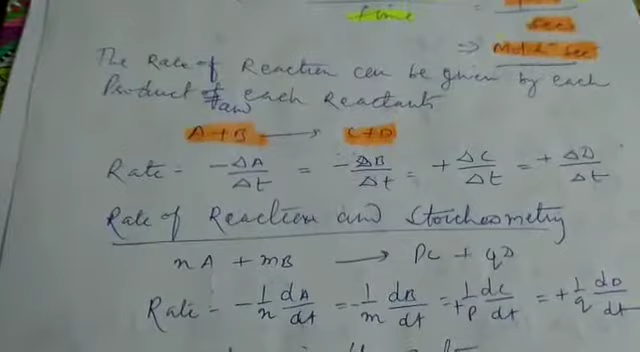 time =
sec
⇒ Mol L⁻¹ Sec⁻¹
The Rate of Reaction can be given by each
Product and each Reactants
A + B ⟶ C + D
Rate = -ΔA/Δt = -ΔB/Δt = +ΔC/Δt = +ΔD/Δt
Rate of Reaction and Stoicheometry
nA + mB ⟶ PC + qD
Rate = -1/n dA/dt = -1/m dB/dt = +1/P dC/dt = +1/q dD/dt